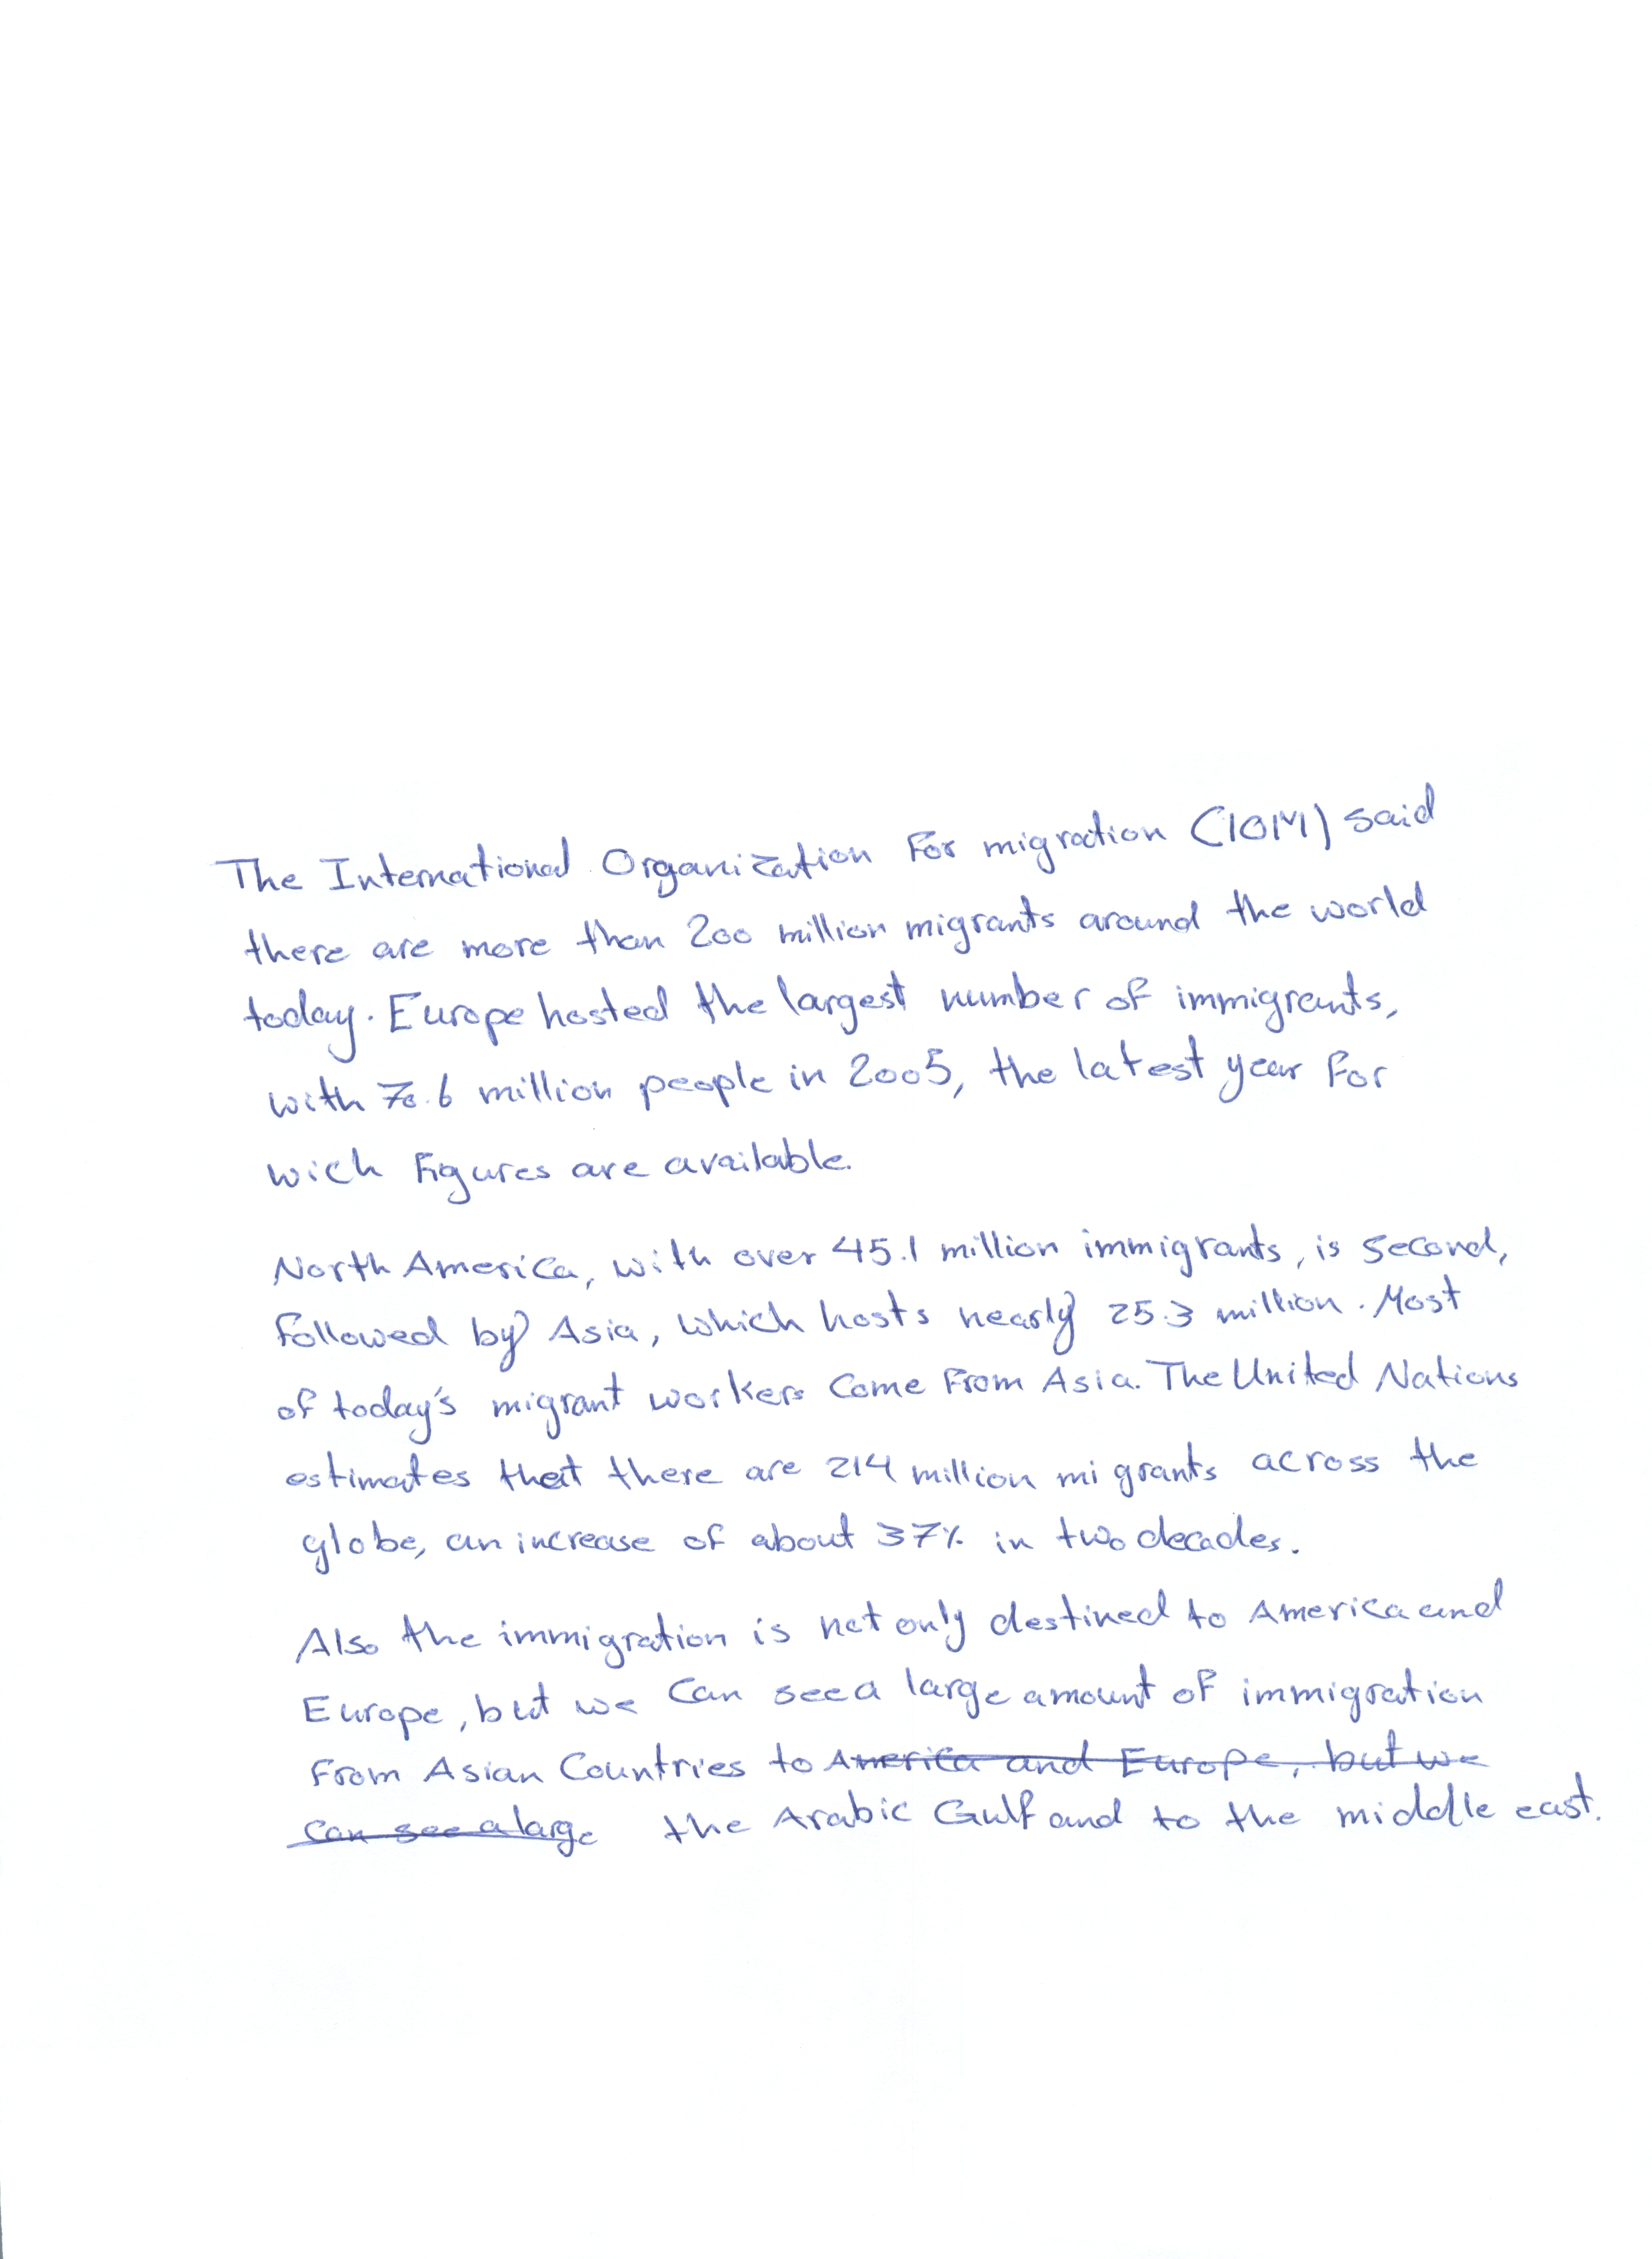 The International Organization For migration (IOM) said
there are more than 200 million migrants around the world
today. Europe hosted the largest number of immigrants,
with 70.6 million people in 2005, the latest year for
wich Figures are available.
North America, with over 45.1 million immigrants, is second,
followed by Asia, which hosts nearly 25.3 million. Most
of today's migrant workers Come From Asia. The United Nations
estimates that there are 214 million migrants across the
globe, an increase of about 37% in two decades.
Also the immigration is not only destined to America and
Europe, but we Can see a large amount of immigration
From Asian Countries to America and Europe, but we
can see a large the Arabic Gulf and to the middle east.